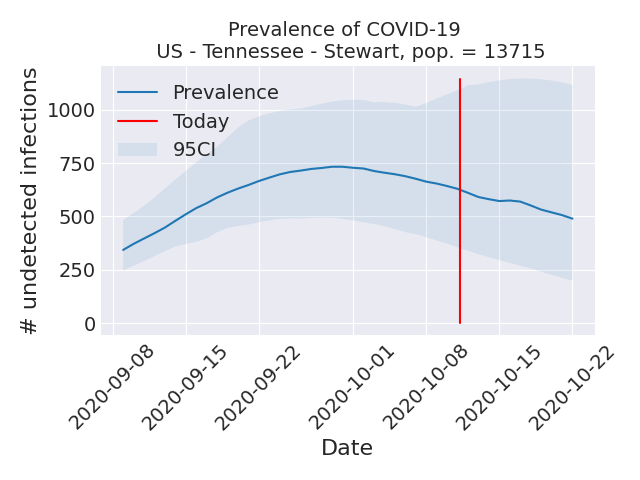 Prevalence of COVID-19
US - Tennessee - Stewart, pop. = 13715
# undetected infections
1000
750
500
250
0
Prevalence
Today
95CI
2020-09-08
2020-09-15
2020-09-22
2020-10-01
2020-10-08
2020-10-15
2020-10-22
Date